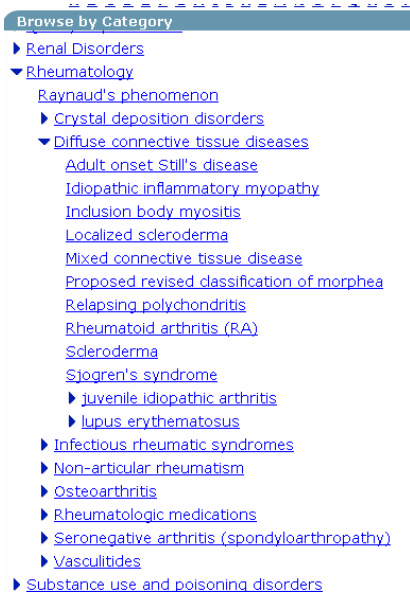 Browse by Category
Renal Disorders
Rheumatology
Raynaud's phenomenon
Crystal deposition disorders
Diffuse connective tissue diseases
Adult onset Still's disease
Idiopathic inflammatory myopathy
Inclusion body myositis
Localized scleroderma
Mixed connective tissue disease
Proposed revised classification of morphea
Relapsing polychondritis
Rheumatoid arthritis (RA)
Scleroderma
Sjogren's syndrome
juvenile idiopathic arthritis
lupus erythematosus
Infectious rheumatic syndromes
Non-articular rheumatism
Osteoarthritis
Rheumatologic medications
Seronegative arthritis (spondyloarthropathy)
Vasculitides
Substance use and poisoning disorders